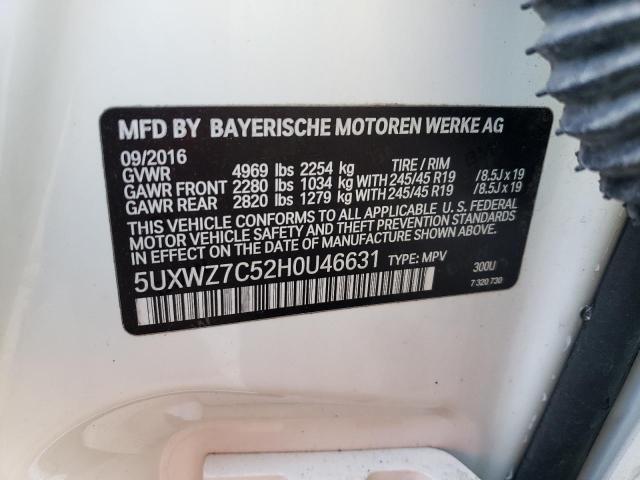 MFD BY BAYERISCHE MOTOREN WERKE AG
09/2016 TIRE / RIM
GVWR 4969 lbs 2254 kg
GAWR FRONT 2280 lbs 1034 kg WITH 245/45 R19 /8.5J x 19
GAWR REAR 2820 lbs 1279 kg WITH 245/45 R19 /8.5J x 19
THIS VEHICLE CONFORMS TO ALL APPLICABLE U. S. FEDERAL
MOTOR VEHICLE SAFETY AND THEFT PREVENTION STANDARDS
IN EFFECT ON THE DATE OF MANUFACTURE SHOWN ABOVE.
5UXWZ7C52H0U46631 TYPE: MPV 300U
7 320 730